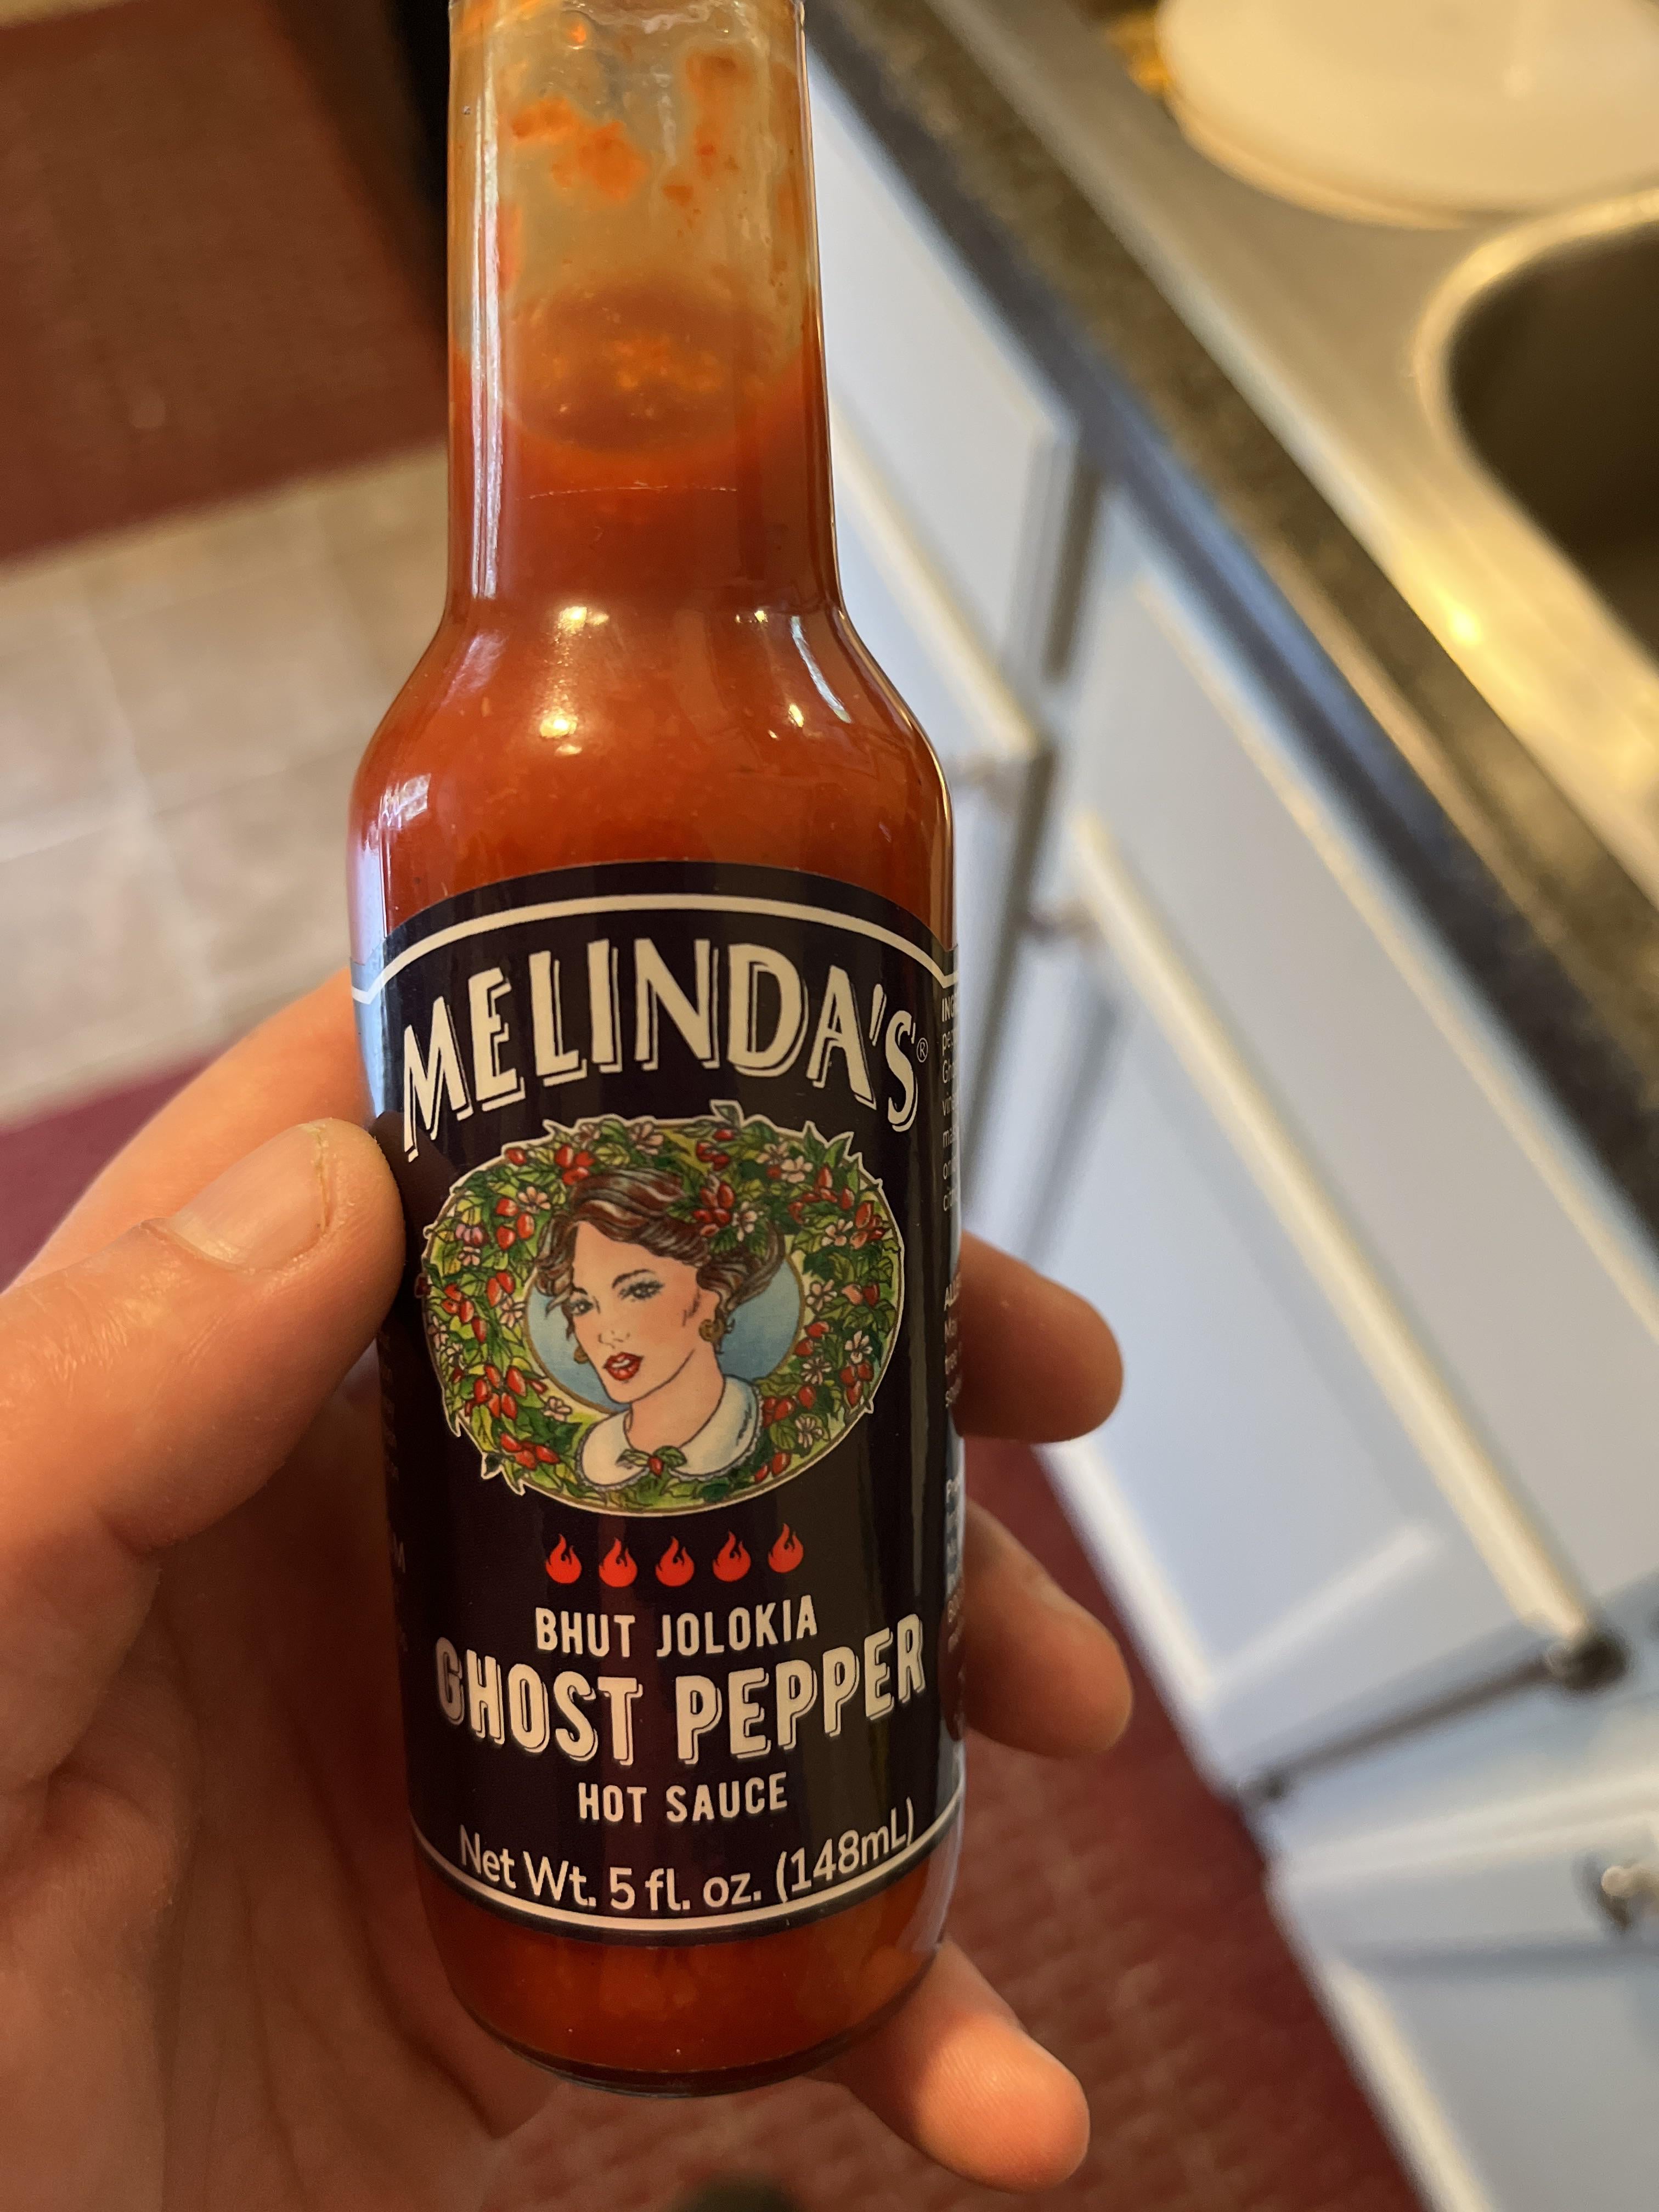 MELINDA'S®
BHUT JOLOKIA
GHOST PEPPER
HOT SAUCE
Net Wt. 5 fl. oz. (148mL)